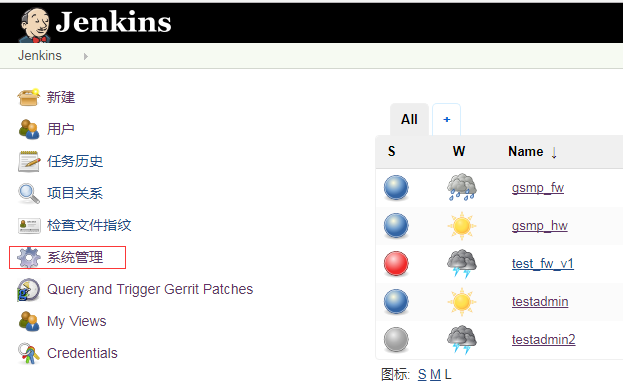 Jenkins
Jenkins
新建
用户
任务历史
项目关系
检查文件指纹
系统管理
Query and Trigger Gerrit Patches
My Views
Credentials
All +
S W Name ↓
gsmp_fw
gsmp_hw
test_fw_v1
testadmin
testadmin2
图标: S M L